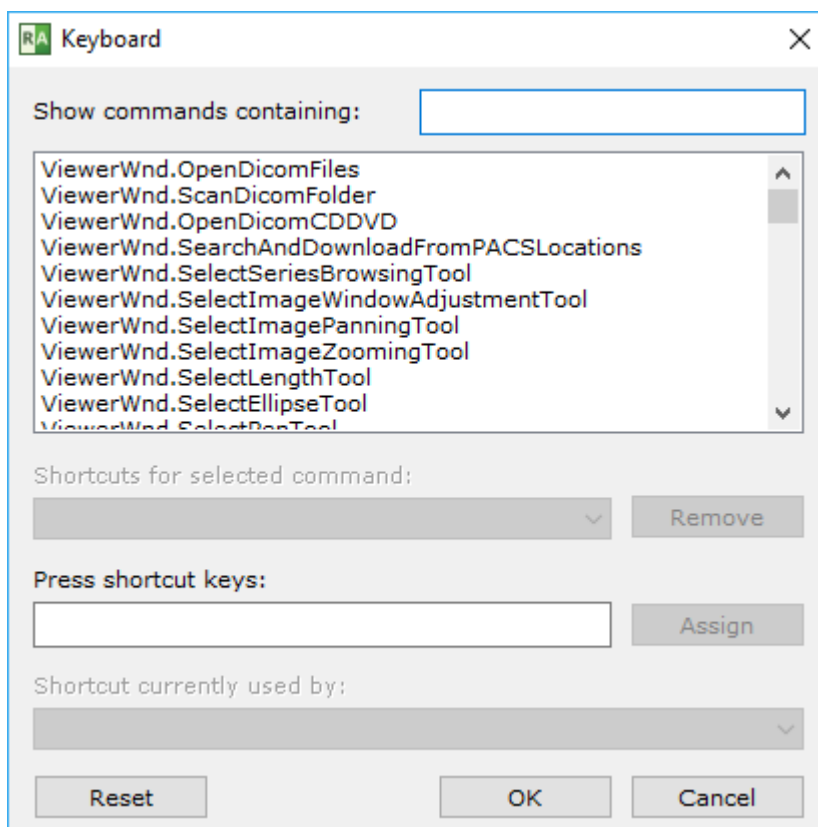 RA Keyboard
Show commands containing:
ViewerWnd.OpenDicomFiles
ViewerWnd.ScanDicomFolder
ViewerWnd.OpenDicomCDDVD
ViewerWnd.SearchAndDownloadFromPACSLocations
ViewerWnd.SelectSeriesBrowsingTool
ViewerWnd.SelectImageWindowAdjustmentTool
ViewerWnd.SelectImagePanningTool
ViewerWnd.SelectImageZoomingTool
ViewerWnd.SelectLengthTool
ViewerWnd.SelectEllipseTool
ViewerWnd.SelectPenTool
Shortcuts for selected command:
Remove
Press shortcut keys:
Assign
Shortcut currently used by:
Reset OK Cancel